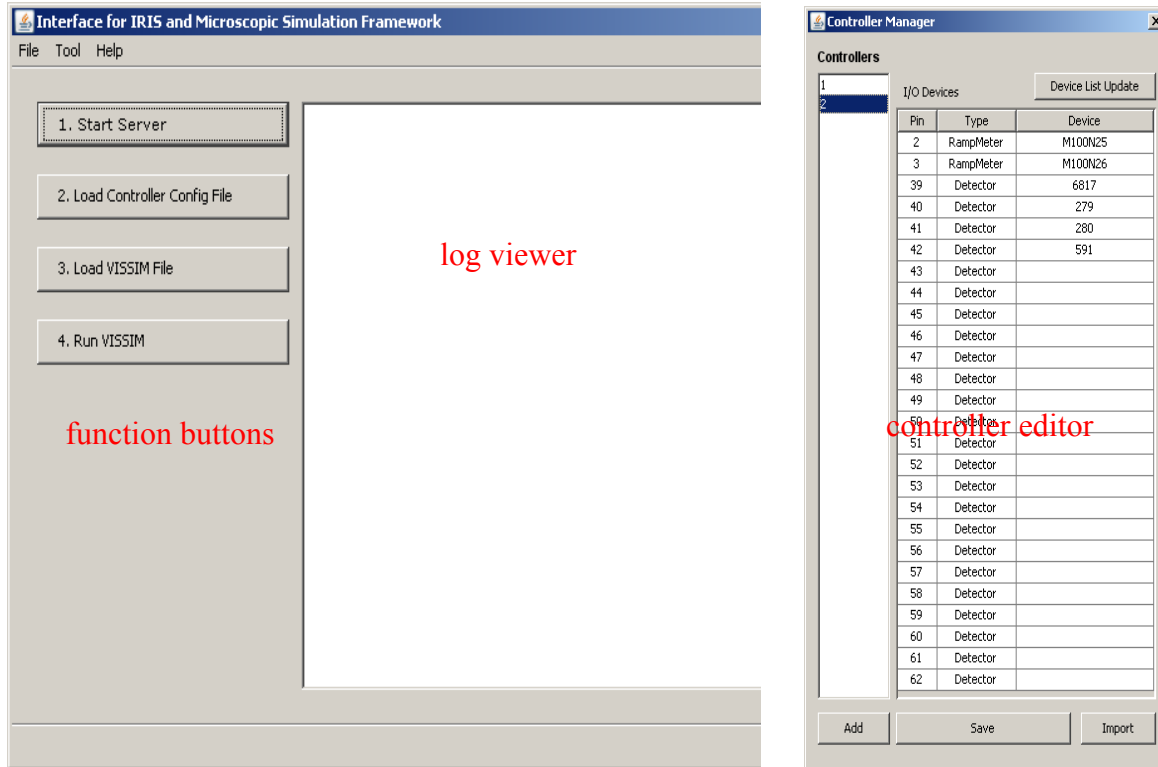 Interface for IRIS and Microscopic Simulation Framework
File Tool Help
1. Start Server
2. Load Controller Config File
3. Load VISSIM File
4. Run VISSIM
function buttons
log viewer
Controller Manager
Controllers
1
2
I/O Devices
Device List Update
Pin Type Device
2 RampMeter M100N25
3 RampMeter M100N26
39 Detector 6817
40 Detector 279
41 Detector 280
42 Detector 591
43 Detector
44 Detector
45 Detector
46 Detector
47 Detector
48 Detector
49 Detector
50 Detector
controller editor
51 Detector
52 Detector
53 Detector
54 Detector
55 Detector
56 Detector
57 Detector
58 Detector
59 Detector
60 Detector
61 Detector
62 Detector
Add Save Import